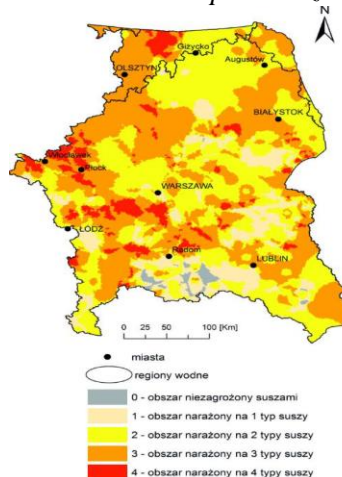 N
Giżycko
Augustów
OLSZTYN
BIAŁYSTOK
Włocławek
Płock
WARSZAWA
ŁÓDŹ
Radom
LUBLIN
0 25 50 100 [Km]
miasta
regiony wodne
0 - obszar niezagrożony suszami
1 - obszar narażony na 1 typ suszy
2 - obszar narażony na 2 typy suszy
3 - obszar narażony na 3 typy suszy
4 - obszar narażony na 4 typy suszy